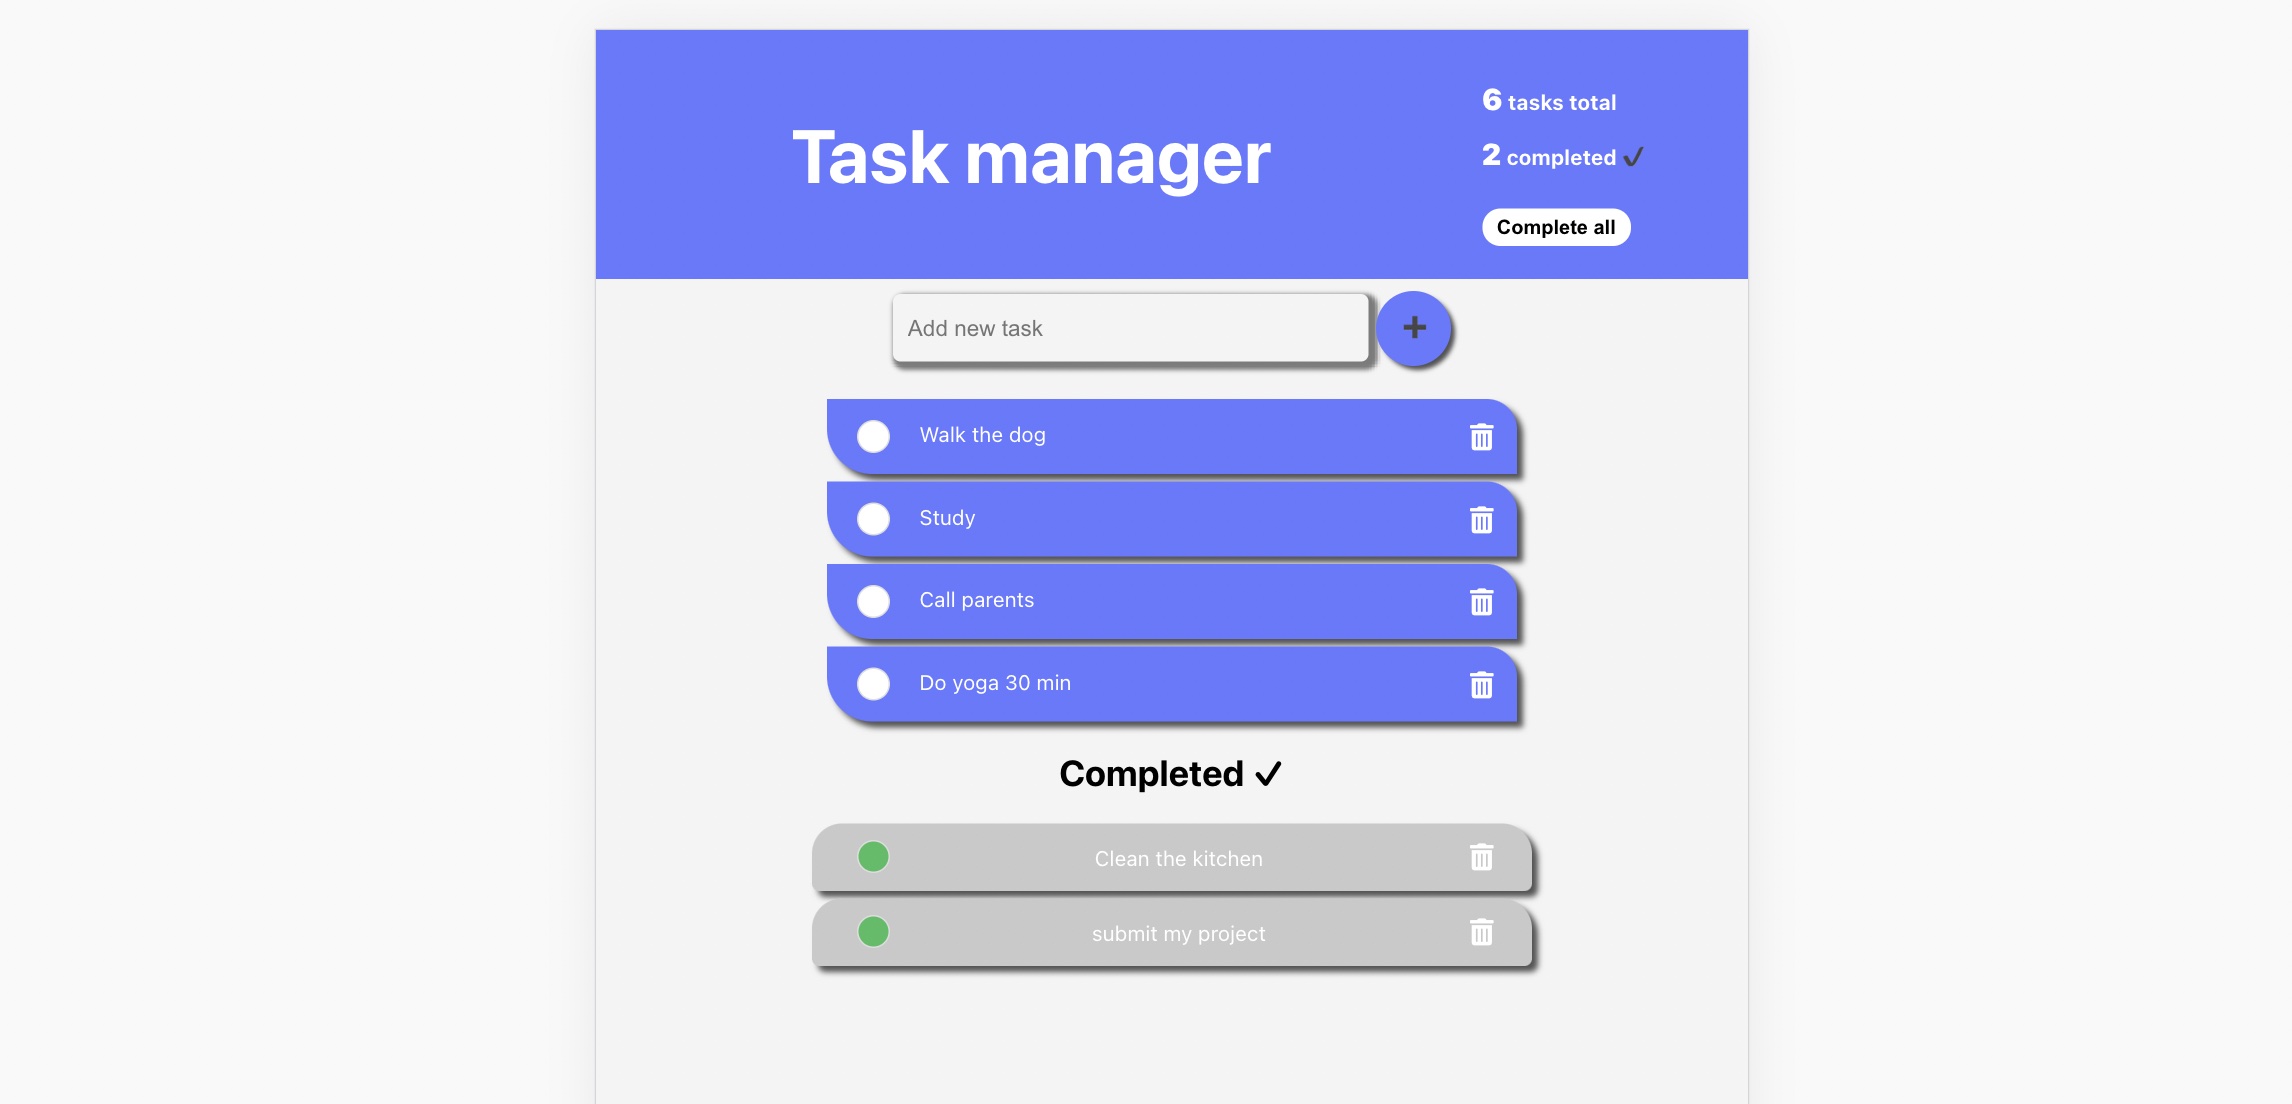 Task manager
6 tasks total
2 completed ✓
Complete all
Add new task
+
Walk the dog
Study
Call parents
Do yoga 30 min
Completed ✓
Clean the kitchen
submit my project